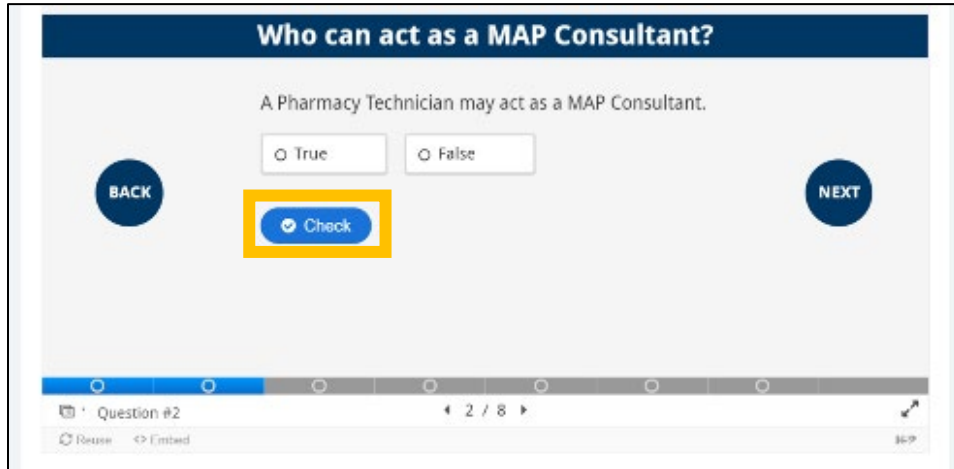 Who can act as a MAP Consultant?
A Pharmacy Technician may act as a MAP Consultant.
True
False
BACK
NEXT
Check
Question #2
2 / 8
Reuse
<> Embed
H5P